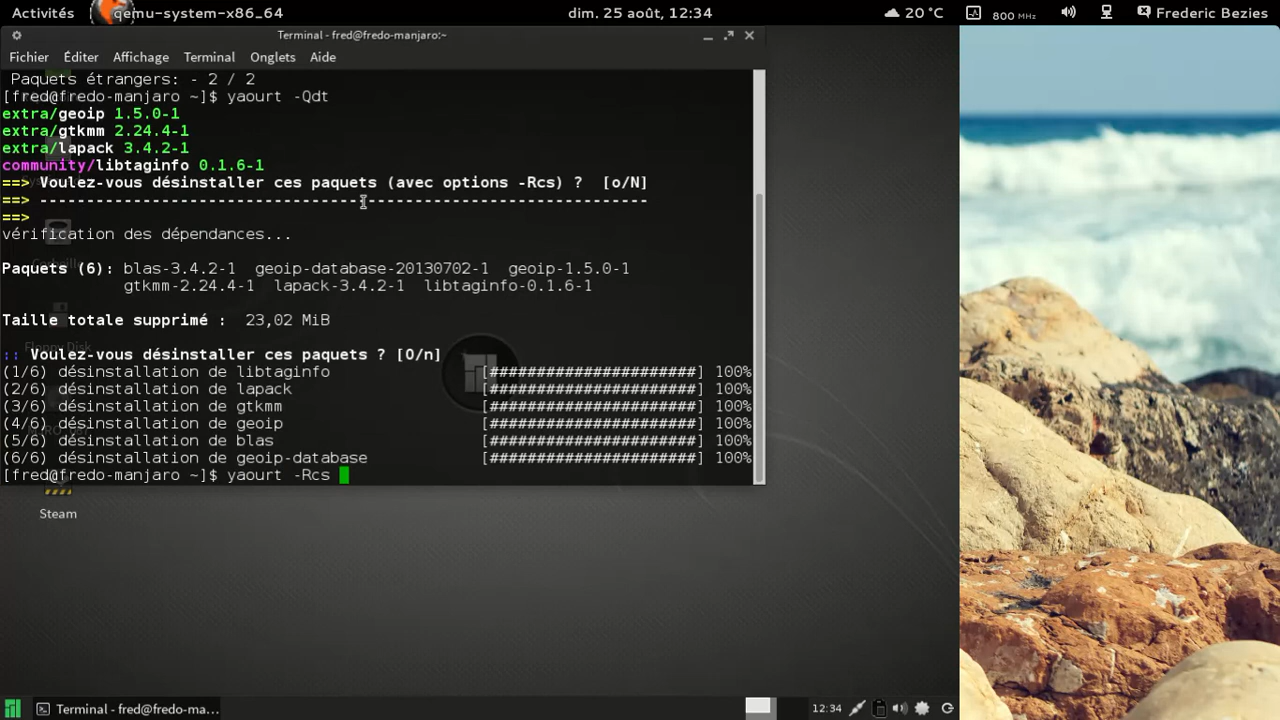 Activités qemu-system-x86_64 dim. 25 août, 12:34 20 °C 800 MHz Frederic Bezies
Terminal - fred@fredo-manjaro:~
Fichier Éditer Affichage Terminal Onglets Aide
Paquets étrangers: - 2 / 2
[fred@fredo-manjaro ~]$ yaourt -Qdt
extra/geoip 1.5.0-1
extra/gtkmm 2.24.4-1
extra/lapack 3.4.2-1
community/libtaginfo 0.1.6-1
==> Voulez-vous désinstaller ces paquets (avec options -Rcs) ? [o/N]
==> -----------------------------------------------------------------
==>
vérification des dépendances...
Paquets (6): blas-3.4.2-1 geoip-database-20130702-1 geoip-1.5.0-1
gtkmm-2.24.4-1 lapack-3.4.2-1 libtaginfo-0.1.6-1
Taille totale supprimé : 23,02 MiB
:: Voulez-vous désinstaller ces paquets ? [O/n]
(1/6) désinstallation de libtaginfo [######################] 100%
(2/6) désinstallation de lapack [######################] 100%
(3/6) désinstallation de gtkmm [######################] 100%
(4/6) désinstallation de geoip [######################] 100%
(5/6) désinstallation de blas [######################] 100%
(6/6) désinstallation de geoip-database [######################] 100%
[fred@fredo-manjaro ~]$ yaourt -Rcs
Floppy Disk
Steam
Terminal - fred@fredo-ma... 12:34